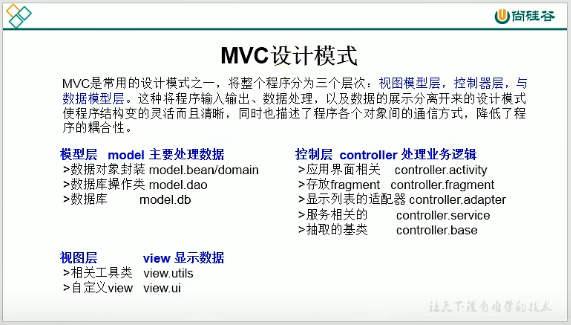 尚硅谷
MVC设计模式
MVC是常用的设计模式之一，将整个程序分为三个层次：视图模型层，控制器层，与
数据模型层。这种将程序输入输出、数据处理，以及数据的展示分离开来的设计模式
使程序结构变的灵活而且清晰，同时也描述了程序各个对象间的通信方式，降低了程
序的耦合性。
模型层 model 主要处理数据
>数据对象封装 model.bean/domain
>数据库操作类 model.dao
>数据库 model.db
控制层 controller 处理业务逻辑
>应用界面相关 controller.activity
>存放fragment controller.fragment
>显示列表的适配器 controller.adapter
>服务相关的 controller.service
>抽取的基类 controller.base
视图层 view 显示数据
>相关工具类 view.utils
>自定义view view.ui
让天下没有难学的技术